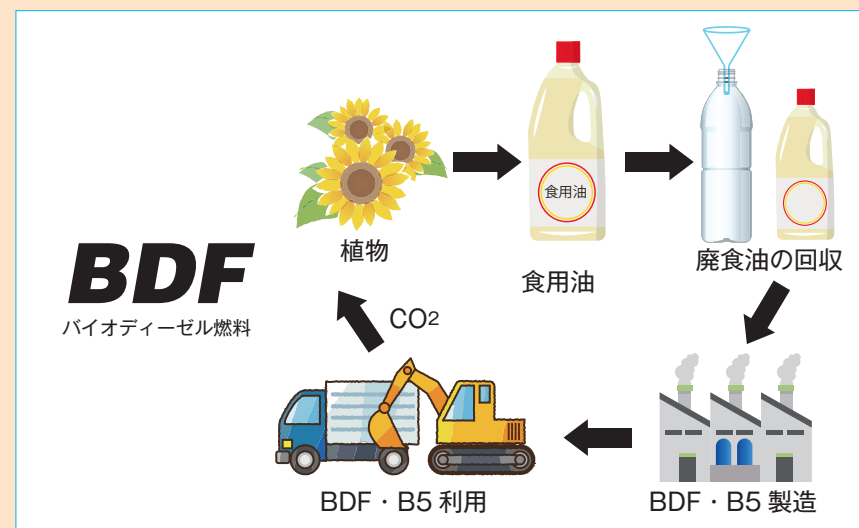 食用油
植物
食用油
廃食油の回収
BDF
バイオディーゼル燃料
CO2
BDF・B5 利用
BDF・B5 製造